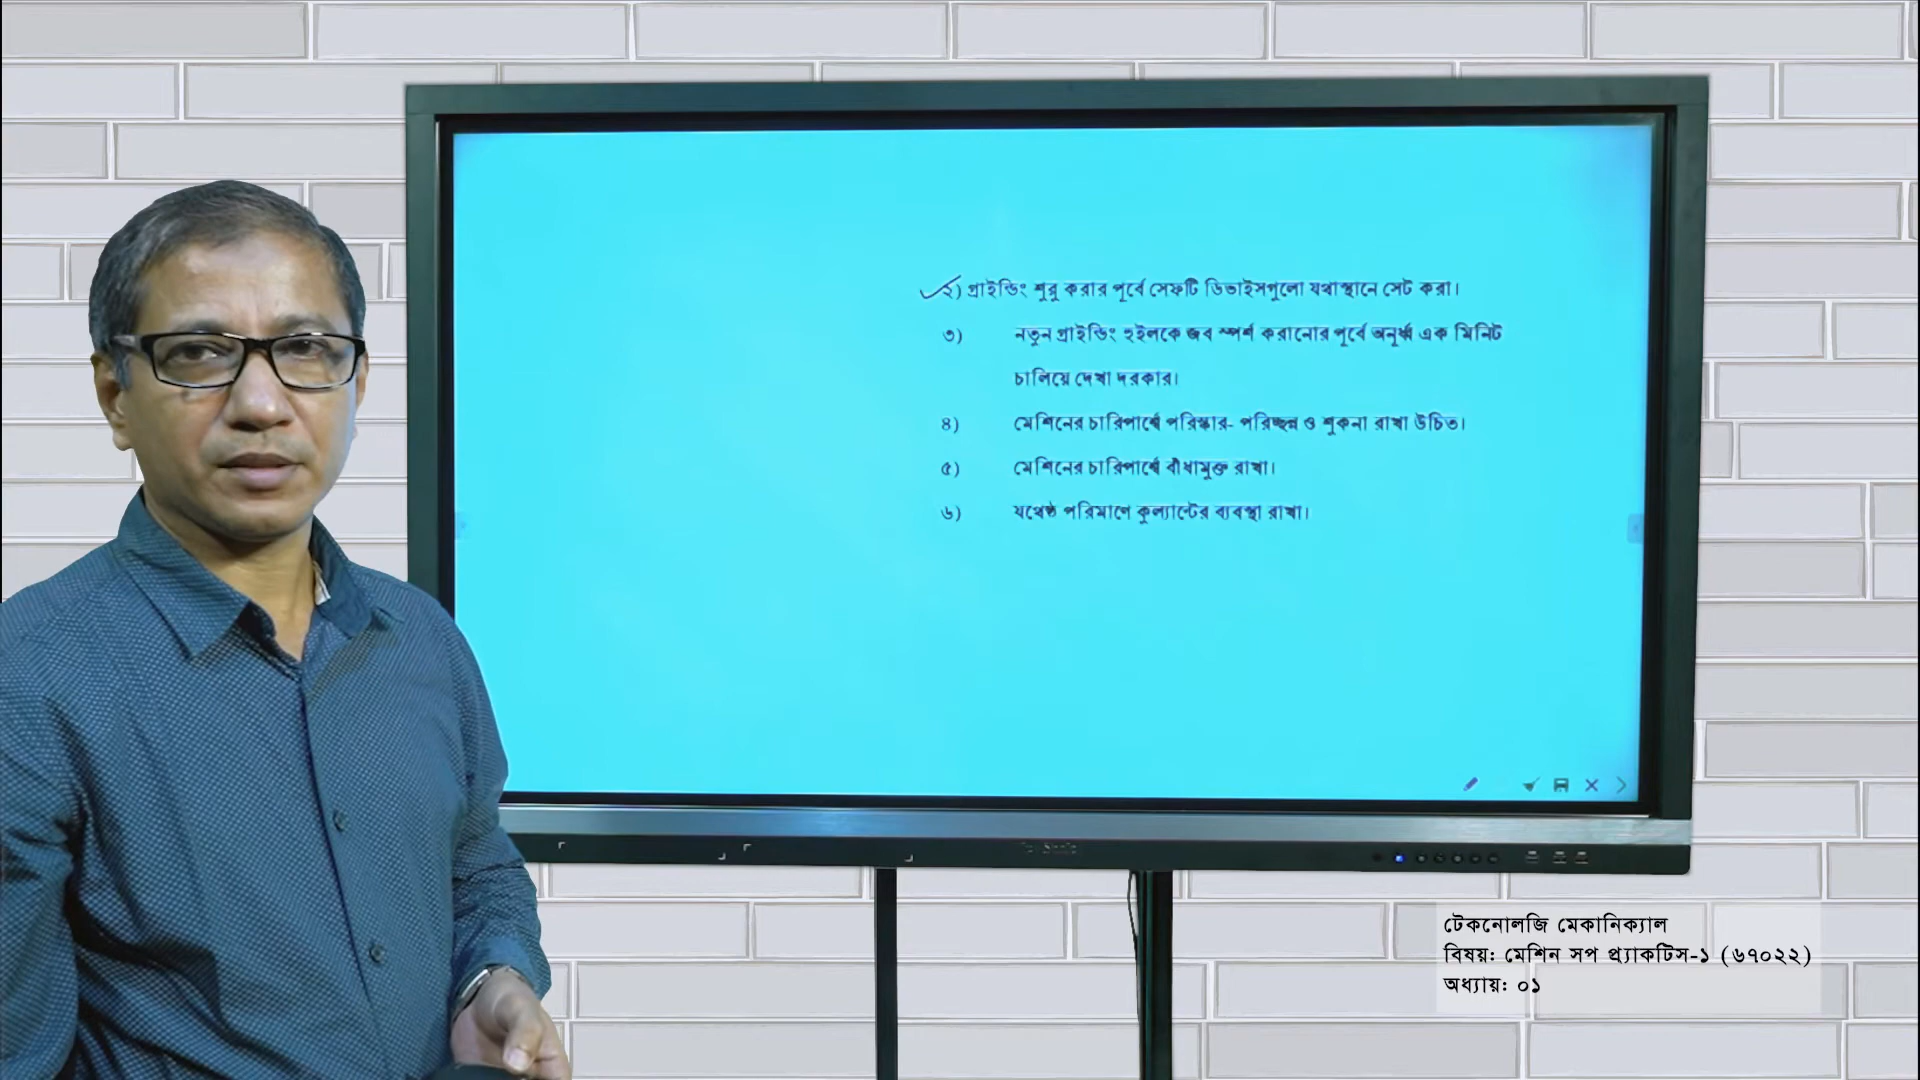 ২) গ্রাইন্ডিং শুরু করার পূর্বে সেফটি ডিভাইসগুলো যথাস্থানে সেট করা।
৩) নতুন গ্রাইন্ডিং হুইলকে জব স্পর্শ করানোর পূর্বে অনূর্ধ্ব এক মিনিট
চালিয়ে দেখা দরকার।
৪) মেশিনের চারিপার্শ্বে পরিস্কার- পরিচ্ছন্ন ও শুকনা রাখা উচিত।
৫) মেশিনের চারিপার্শ্বে বাঁধামুক্ত রাখা।
৬) যথেষ্ঠ পরিমাণে কুল্যান্টের ব্যবস্থা রাখা।
টেকনোলজি মেকানিক্যাল
বিষয়: মেশিন সপ প্র্যাকটিস-১ (৬৭০২২)
অধ্যায়: ০১